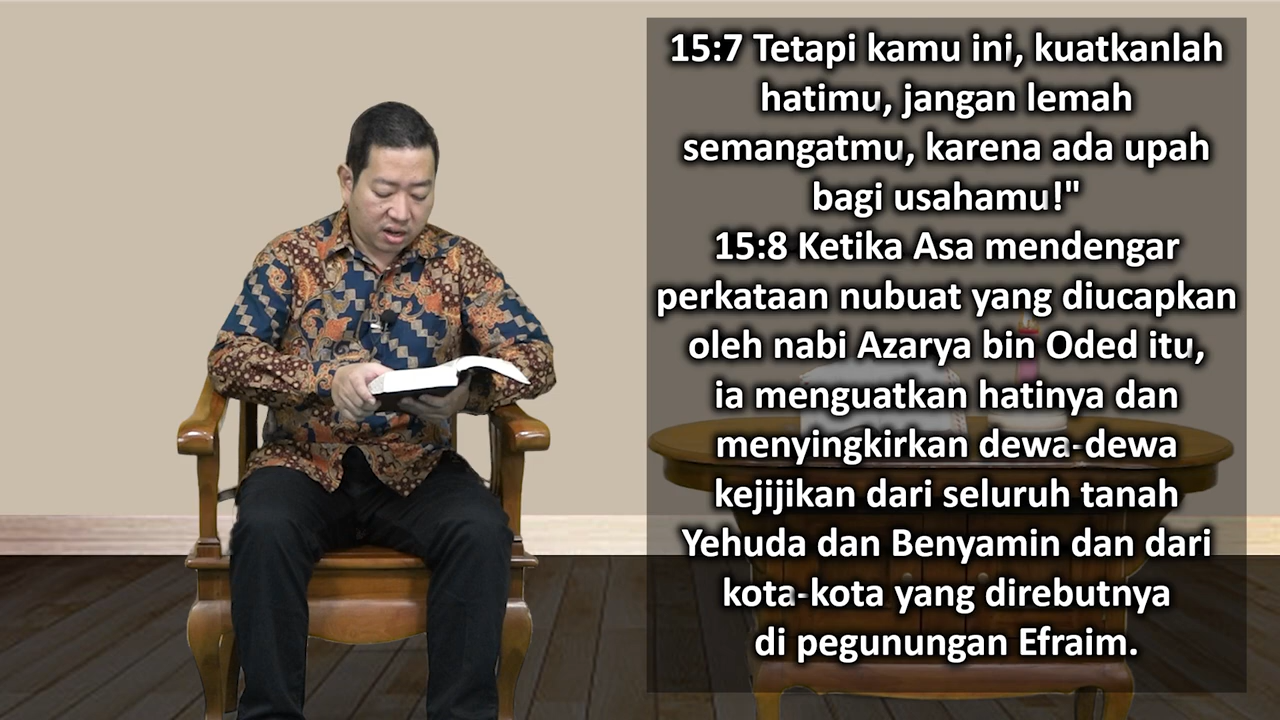 15:7 Tetapi kamu ini, kuatkanlah
hatimu, jangan lemah
semangatmu, karena ada upah
bagi usahamu!"
15:8 Ketika Asa mendengar
perkataan nubuat yang diucapkan
oleh nabi Azarya bin Oded itu,
ia menguatkan hatinya dan
menyingkirkan dewa-dewa
kejijikan dari seluruh tanah
Yehuda dan Benyamin dan dari
kota-kota yang direbutnya
di pegunungan Efraim.